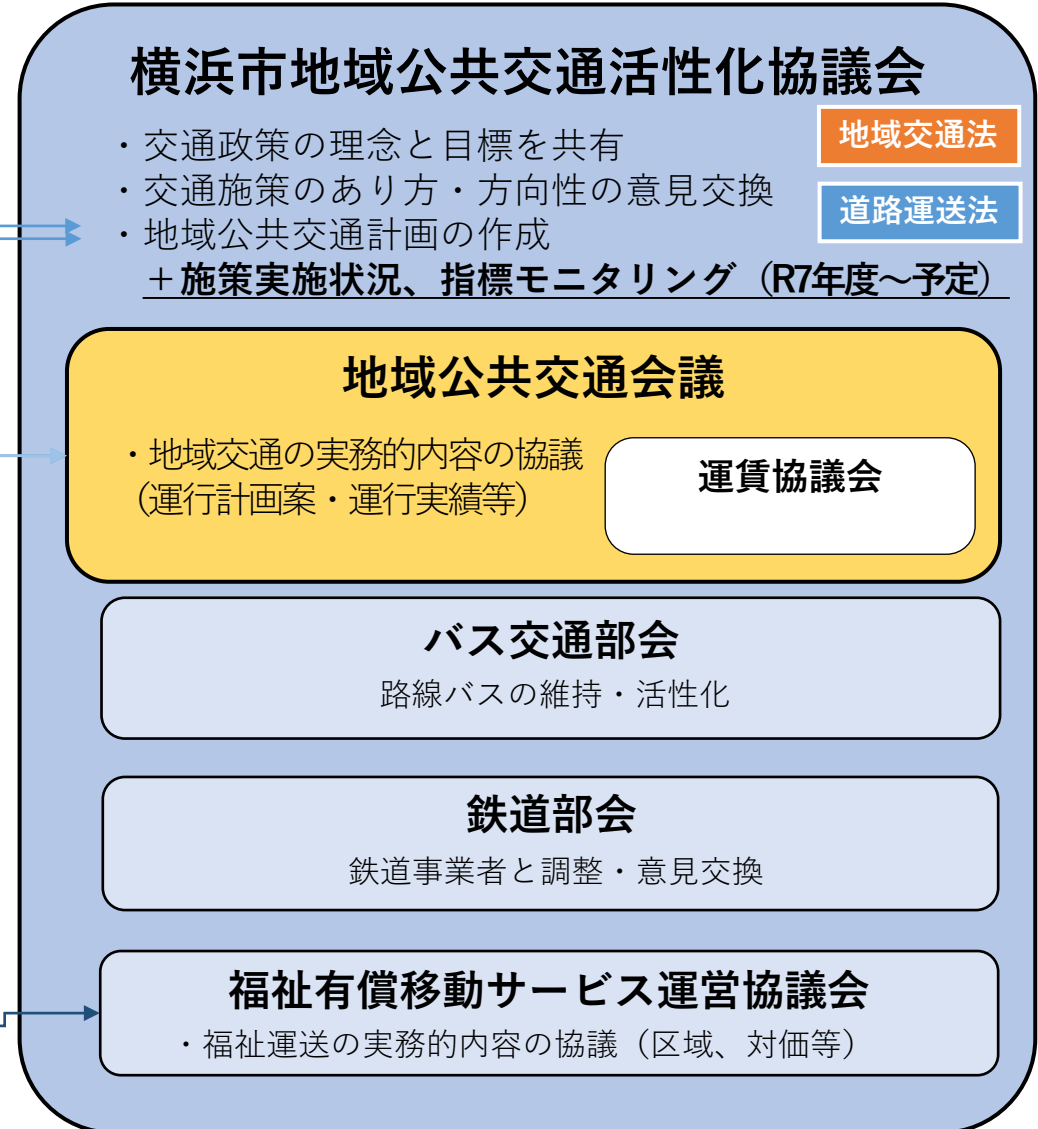 横浜市地域公共交通活性化協議会
・交通政策の理念と目標を共有
地域交通法
・交通施策のあり方・方向性の意見交換
道路運送法
・地域公共交通計画の作成
＋施策実施状況、指標モニタリング（R7年度～予定）
地域公共交通会議
・地域交通の実務的内容の協議
（運行計画案・運行実績等）
運賃協議会
バス交通部会
路線バスの維持・活性化
鉄道部会
鉄道事業者と調整・意見交換
福祉有償移動サービス運営協議会
・福祉運送の実務的内容の協議（区域、対価等）